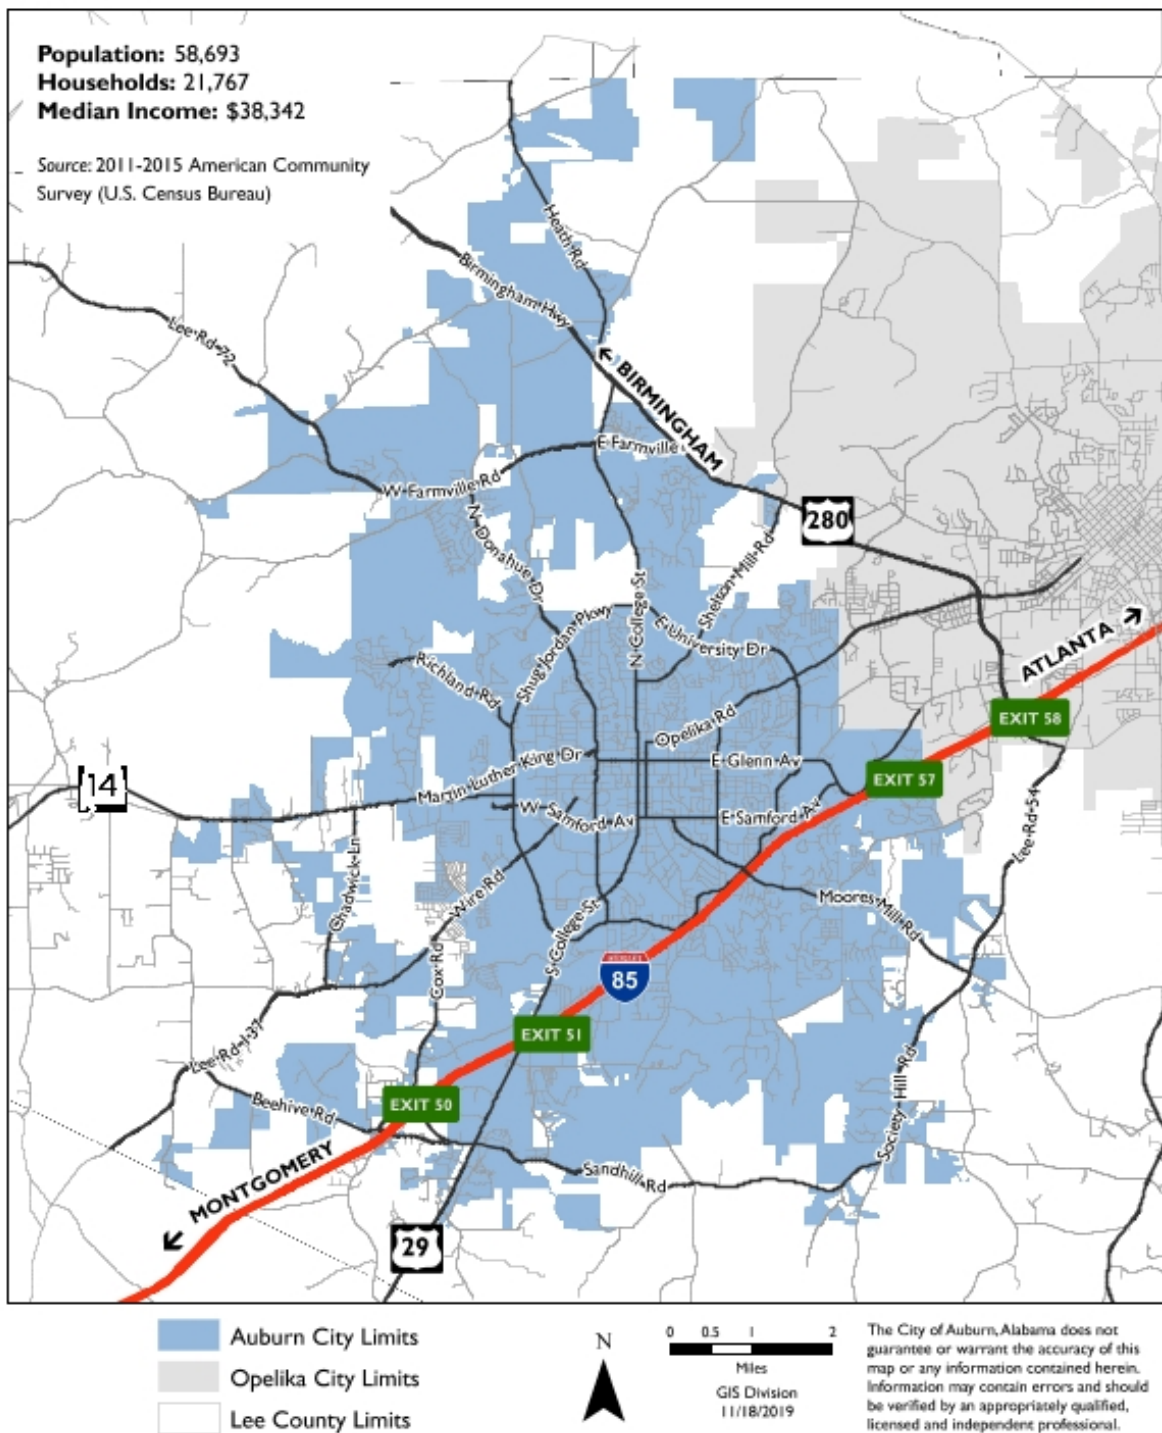 Population: 58,693
Households: 21,767
Median Income: $38,342
Source: 2011-2015 American Community
Survey (U.S. Census Bureau)
Heath Rd
Birmingham Hwy
Lee Rd 72
BIRMINGHAM
E Farmville
W Farmville Rd
280
N Donahue Dr
Shelton Mill Rd
N College St
Shug Jordan Pkwy
E University Dr
ATLANTA
Richland Rd
EXIT 58
Opelika Rd
Martin Luther King Dr
E Glenn Av
EXIT 57
14
W Samford Av
E Samford Av
Lee Rd 54
Chadwick Ln
Wire Rd
Moores Mill Rd
S College St
Cox Rd
85
EXIT 51
Lee Rd 137
Society Hill Rd
EXIT 50
Beehive Rd
Sandhill Rd
MONTGOMERY
29
Auburn City Limits
Opelika City Limits
Lee County Limits
N
0 0.5 1 2
Miles
GIS Division
11/18/2019
The City of Auburn, Alabama does not
guarantee or warrant the accuracy of this
map or any information contained herein.
Information may contain errors and should
be verified by an appropriately qualified,
licensed and independent professional.